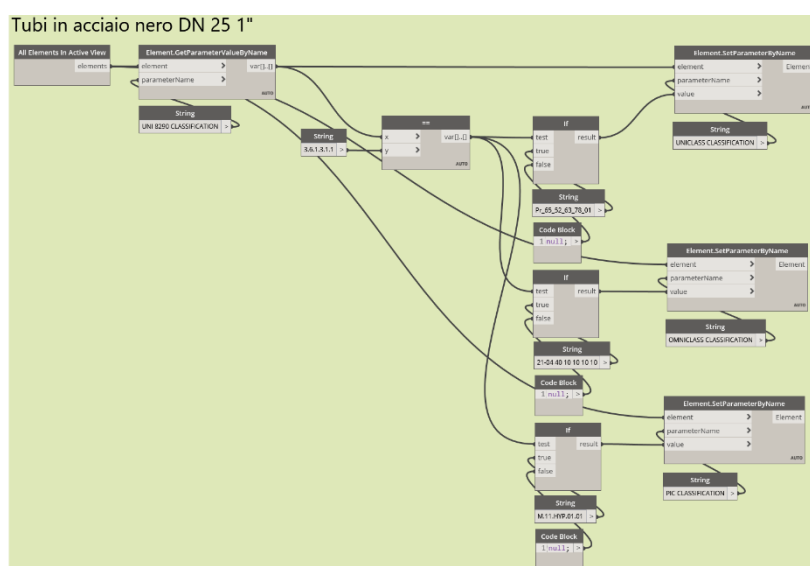 Tubi in acciaio nero DN 25 1"
All Elements In Active View
elements
Element.GetParameterValueByName
element >
parameterName >
var[]..[]
AUTO
String
UNI 8290 CLASSIFICATION >
String
3.6.1.3.1.1 >
==
x >
y >
var[]..[]
AUTO
If
test
true
false
result
String
Pr_65_52_63_78_01 >
Code Block
1 null; >
Element.SetParameterByName
element >
parameterName >
value >
Element
AUT
String
UNICLASS CLASSIFICATION >
If
test
true
false
result
String
21-04 40 10 10 10 10 >
Code Block
1 null; >
Element.SetParameterByName
element >
parameterName >
value >
Element
AUTO
String
OMNICLASS CLASSIFICATION >
If
test
true
false
result
String
M.11.HYP.01.01 >
Code Block
1 null; >
Element.SetParameterByName
element >
parameterName >
value >
Element
AUTO
String
PIC CLASSIFICATION >